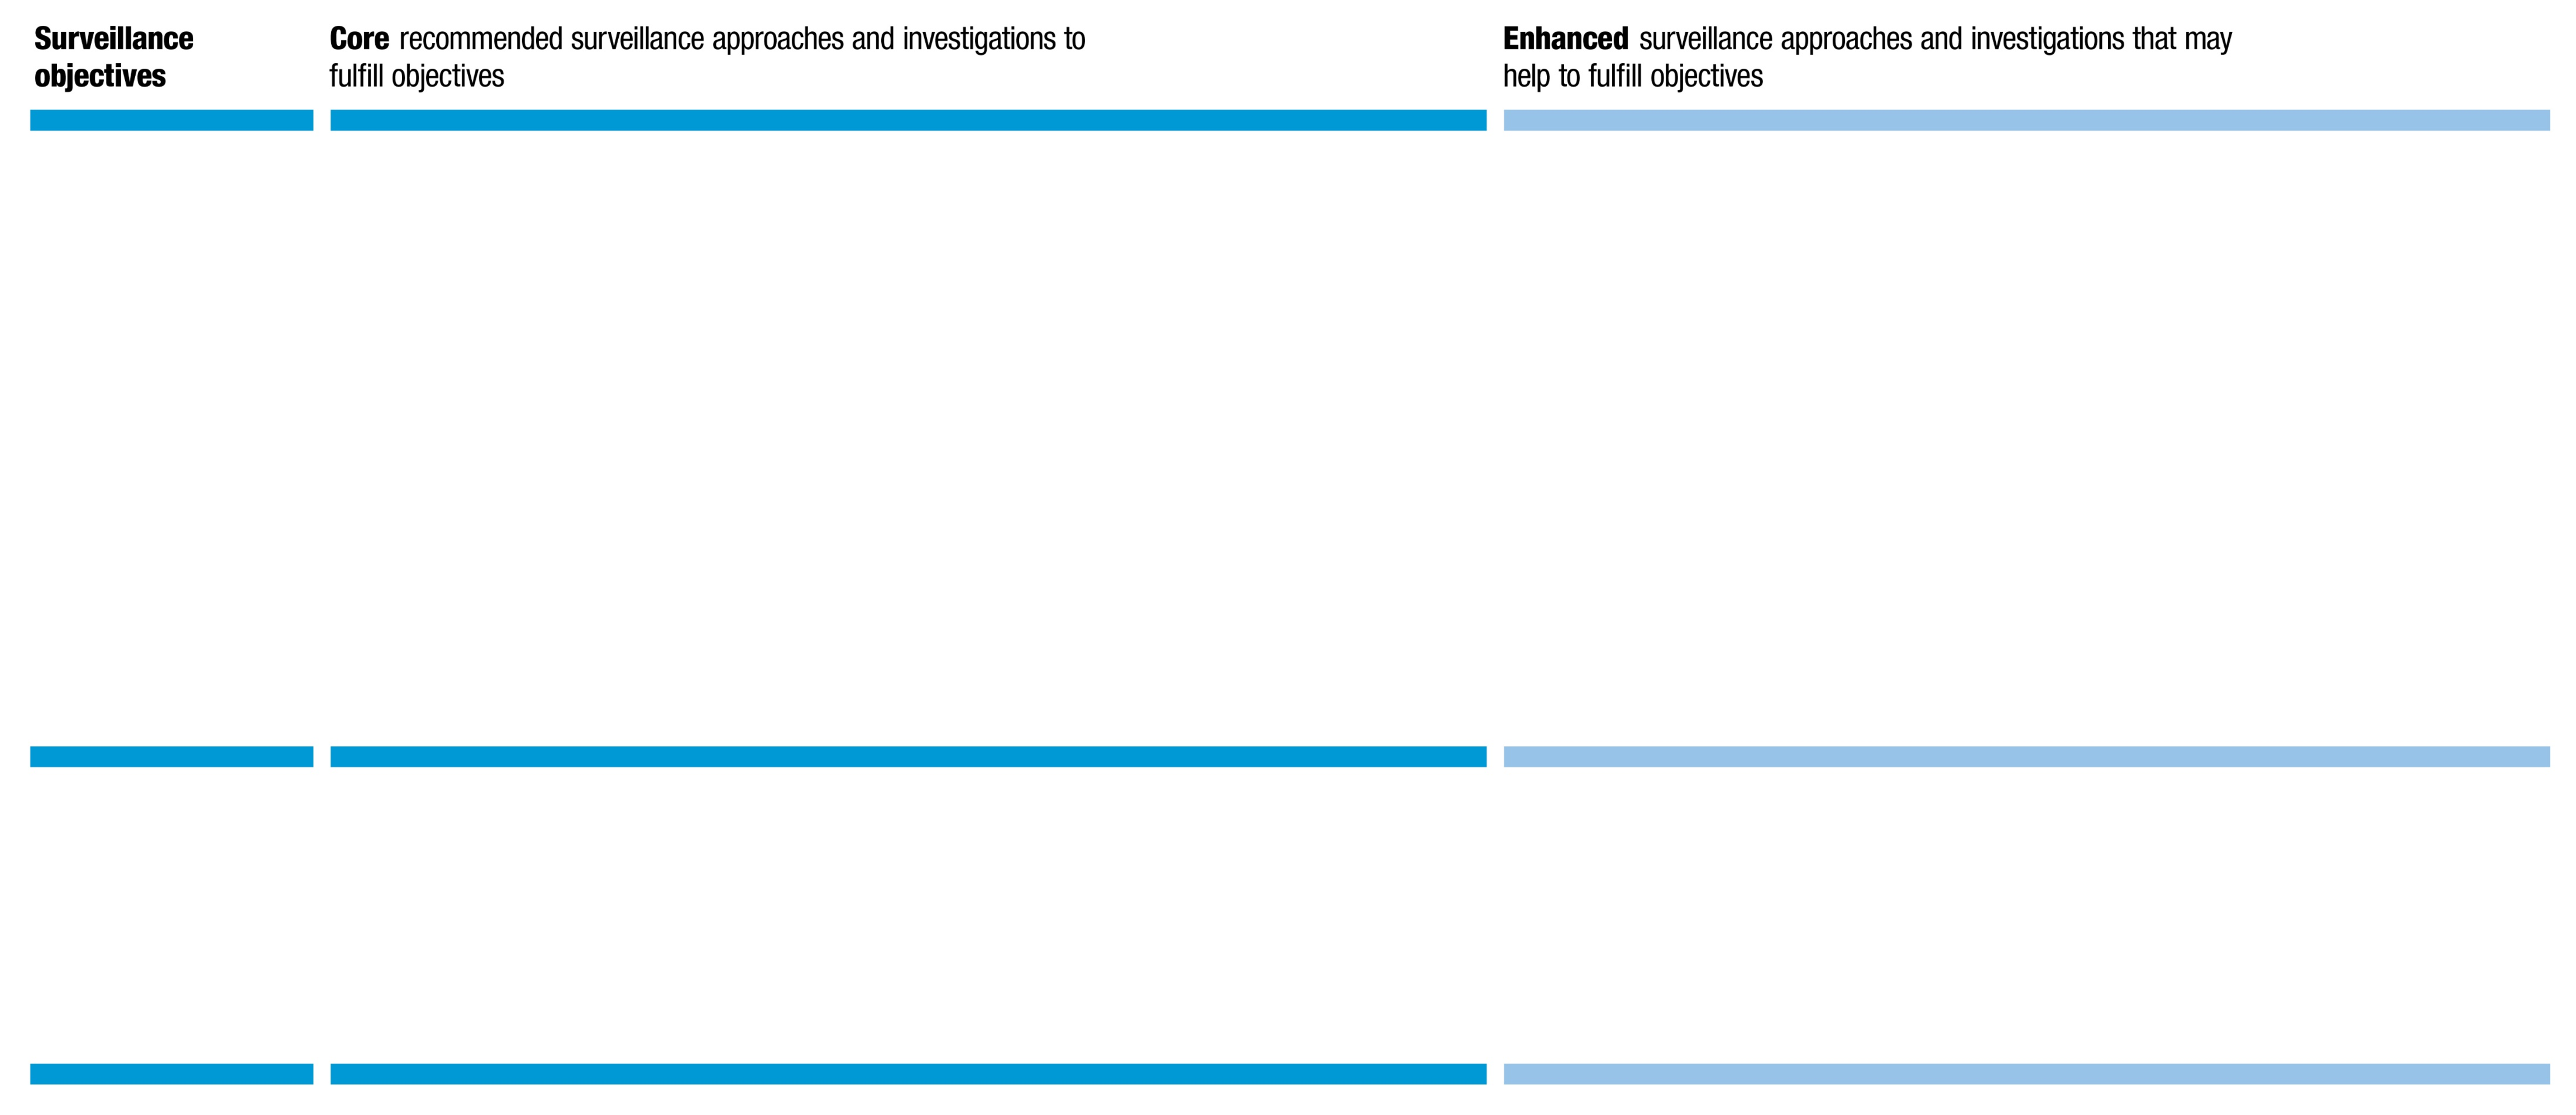 Surveillance
objectives
Core recommended surveillance approaches and investigations to
fulfill objectives
Enhanced surveillance approaches and investigations that may
help to fulfill objectives